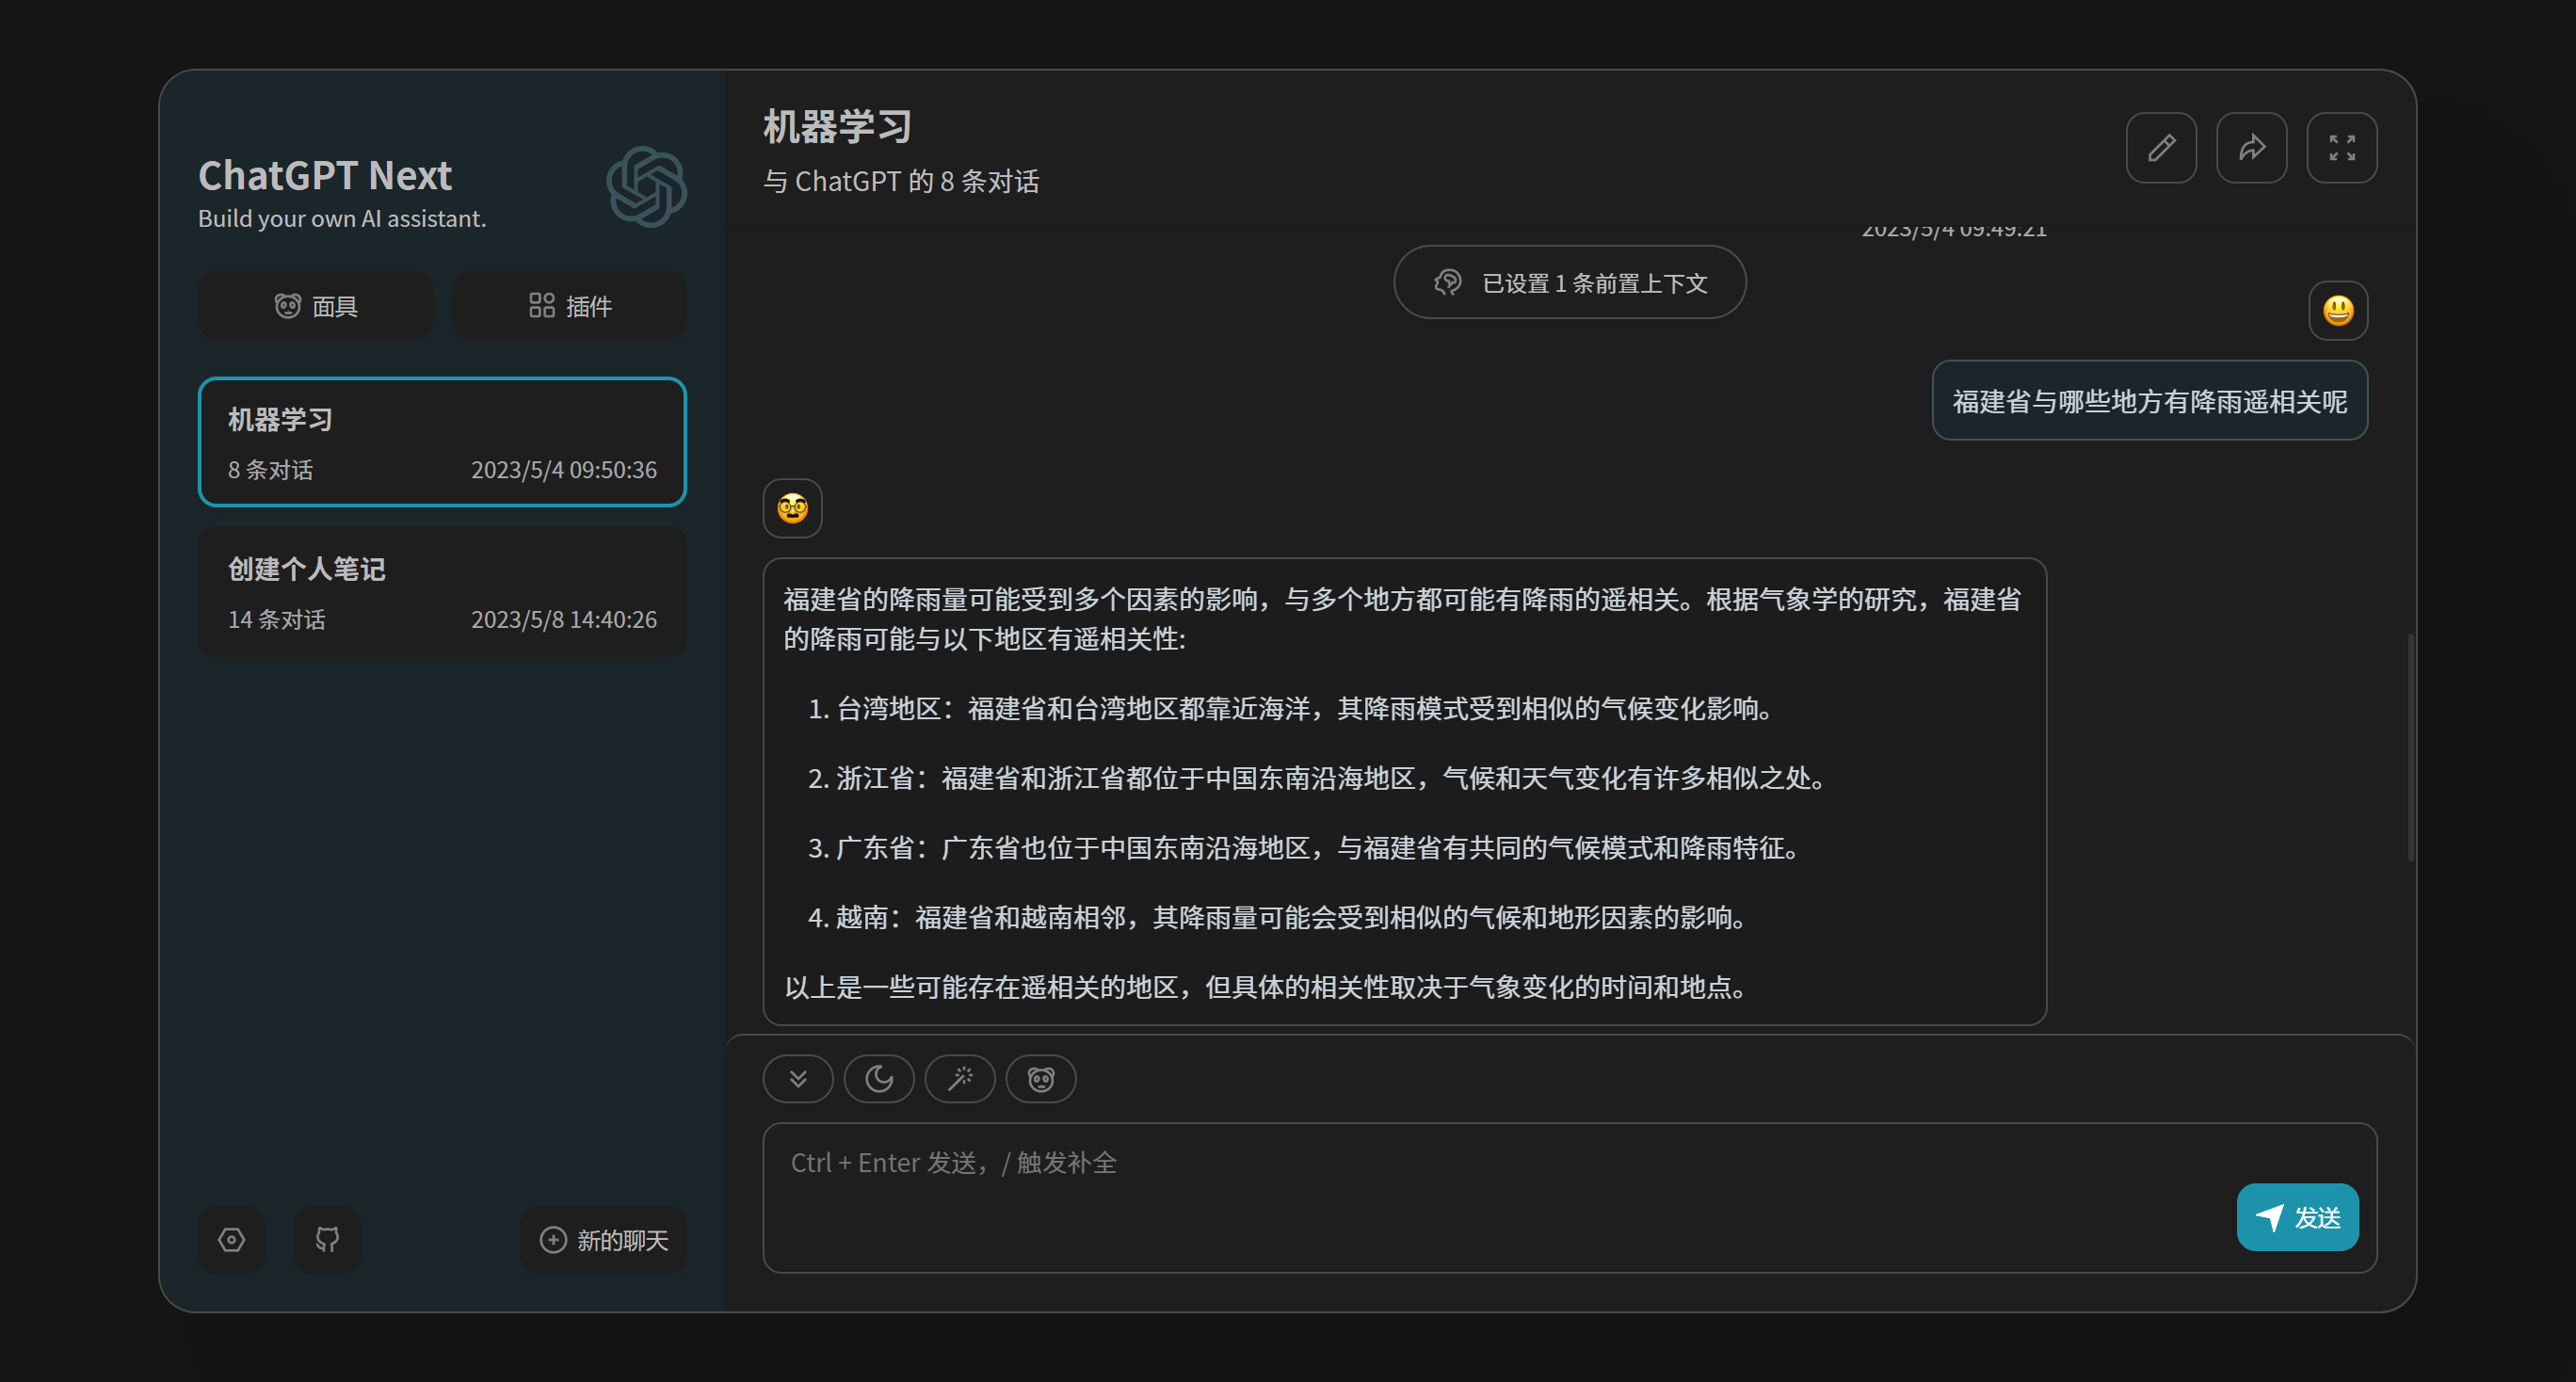 ChatGPT Next
Build your own AI assistant.
面具
插件
机器学习
8 条对话
2023/5/4 09:50:36
创建个人笔记
14 条对话
2023/5/8 14:40:26
新的聊天
机器学习
与 ChatGPT 的 8 条对话
2023/5/4 09:49:21
已设置 1 条前置上下文
福建省与哪些地方有降雨遥相关呢
福建省的降雨量可能受到多个因素的影响，与多个地方都可能有降雨的遥相关。根据气象学的研究，福建省
的降雨可能与以下地区有遥相关性:
1. 台湾地区：福建省和台湾地区都靠近海洋，其降雨模式受到相似的气候变化影响。
2. 浙江省：福建省和浙江省都位于中国东南沿海地区，气候和天气变化有许多相似之处。
3. 广东省：广东省也位于中国东南沿海地区，与福建省有共同的气候模式和降雨特征。
4. 越南：福建省和越南相邻，其降雨量可能会受到相似的气候和地形因素的影响。
以上是一些可能存在遥相关的地区，但具体的相关性取决于气象变化的时间和地点。
Ctrl + Enter 发送，/ 触发补全
发送